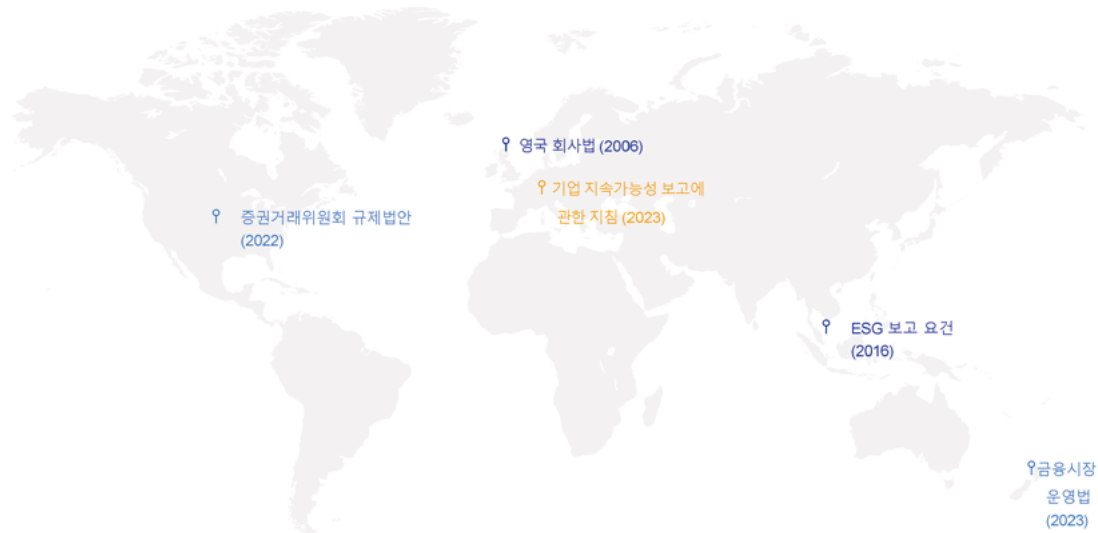 영국 회사법 (2006)
기업 지속가능성 보고에
관한 지침 (2023)
증권거래위원회 규제법안
(2022)
ESG 보고 요건
(2016)
금융시장
운영법
(2023)